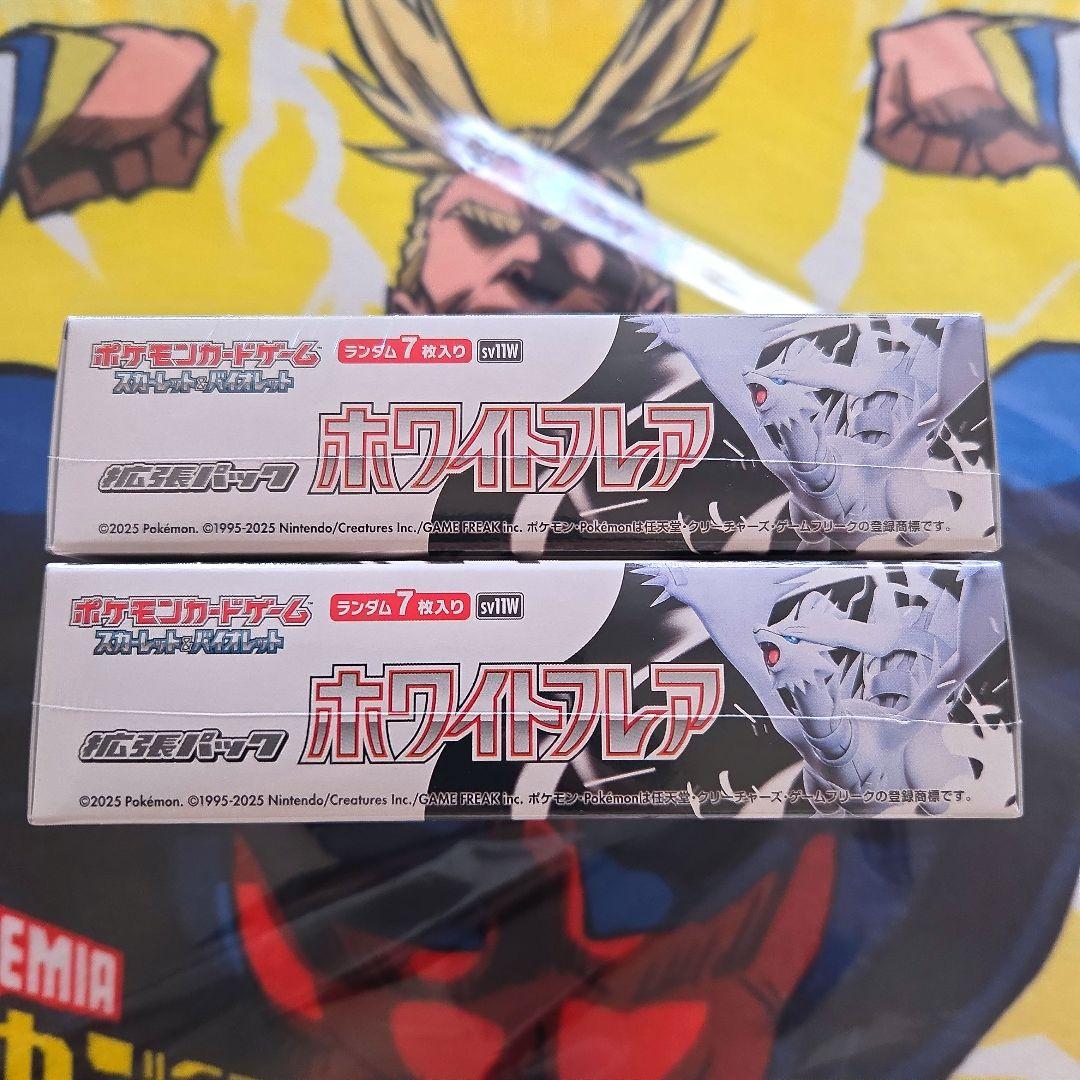 ポケモンカードゲーム
スカーレット&バイオレット
ランダム7枚入り
sv11W
拡張パック
ホワイトフレア
©2025 Pokémon. ©1995-2025 Nintendo/Creatures Inc./GAME FREAK inc. ポケモン・Pokémonは任天堂・クリーチャーズ・ゲームフリークの登録商標です。
ポケモンカードゲーム
スカーレット&バイオレット
ランダム7枚入り
sv11W
拡張パック
ホワイトフレア
©2025 Pokémon. ©1995-2025 Nintendo/Creatures Inc./GAME FREAK inc. ポケモン・Pokémonは任天堂・クリーチャーズ・ゲームフリークの登録商標です。
EMIA